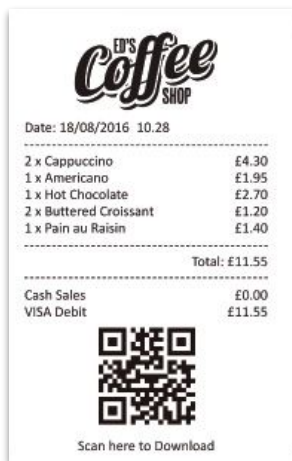 ED'S
Coffee
SHOP
Date: 18/08/2016 10.28
2 x Cappuccino £4.30
1 x Americano £1.95
1 x Hot Chocolate £2.70
2 x Buttered Croissant £1.20
1 x Pain au Raisin £1.40
Total: £11.55
Cash Sales £0.00
VISA Debit £11.55
Scan here to Download